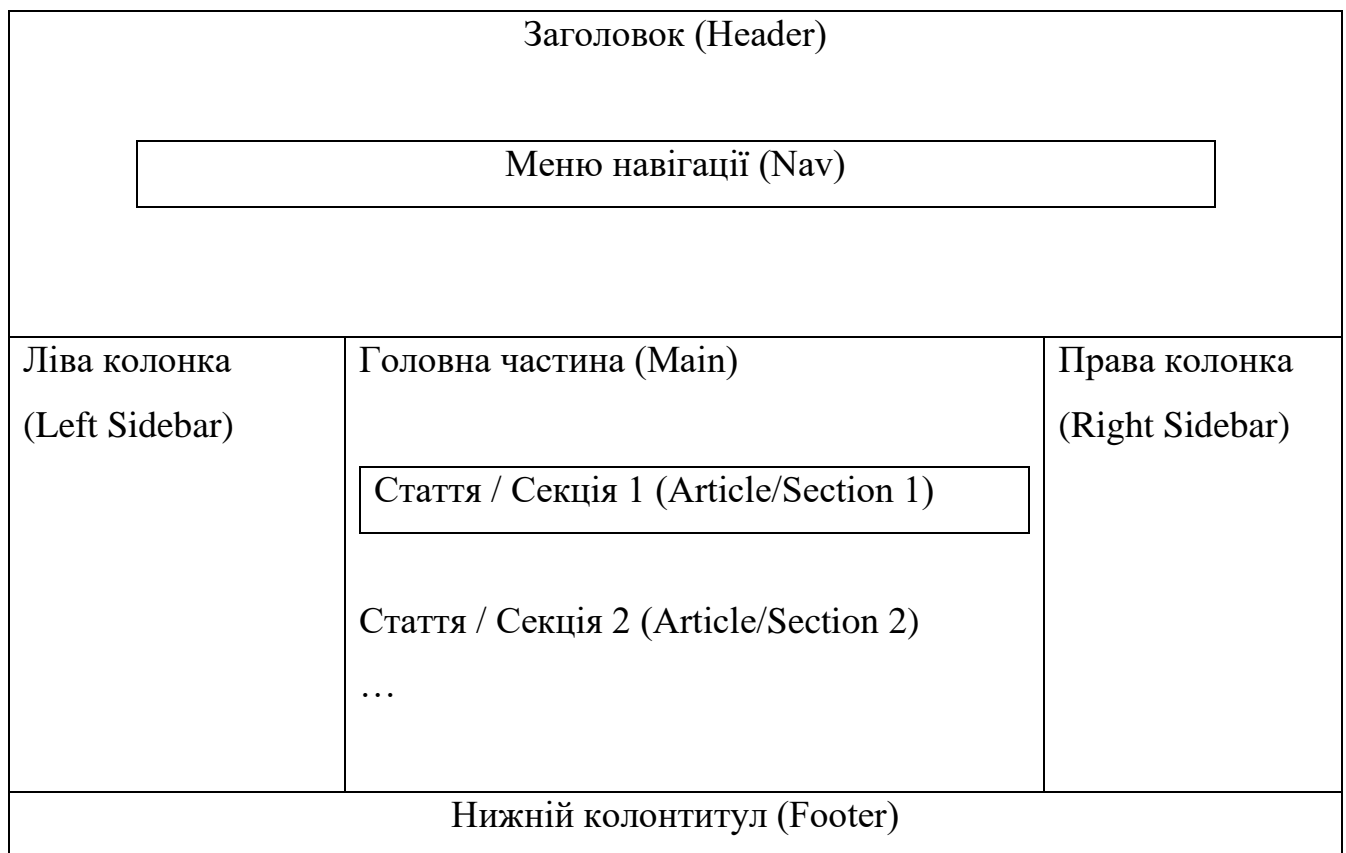 Заголовок (Header)
Меню навігації (Nav)
Ліва колонка
(Left Sidebar)
Головна частина (Main)
Стаття / Секція 1 (Article/Section 1)
Стаття / Секція 2 (Article/Section 2)
…
Права колонка
(Right Sidebar)
Нижній колонтитул (Footer)